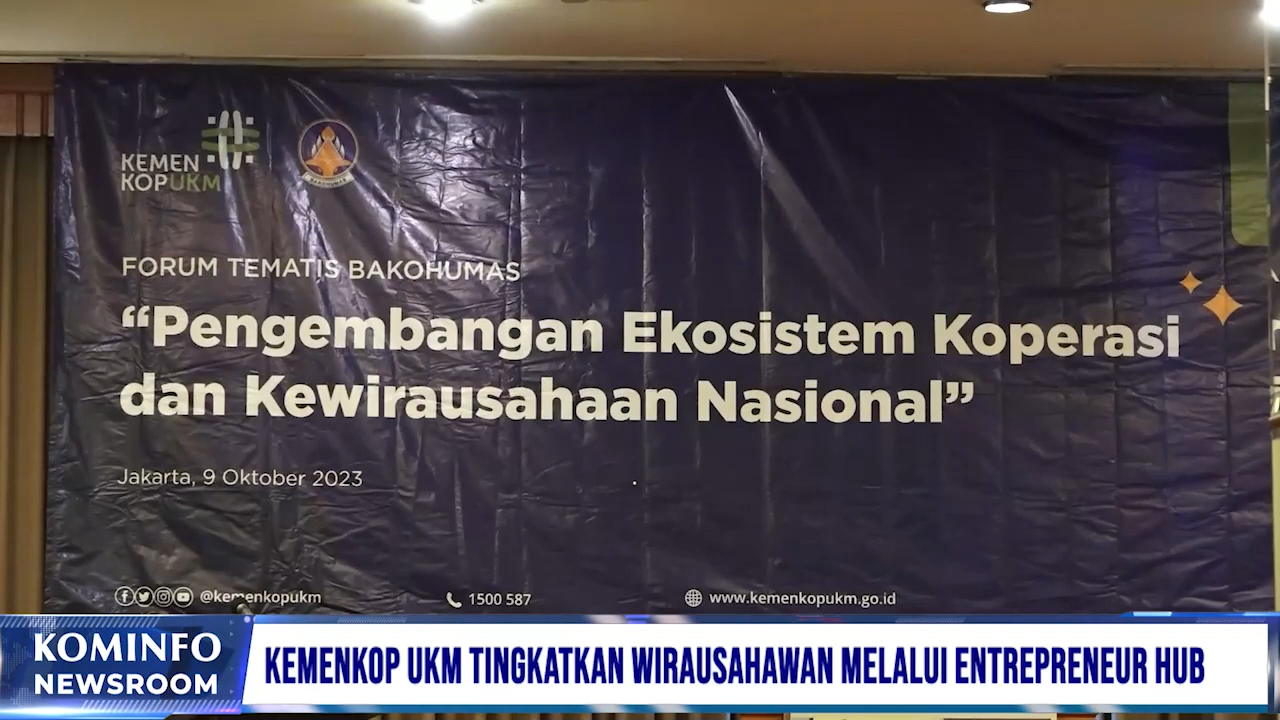 KEMEN
KOPUKM
BAKOHUMAS
FORUM TEMATIS BAKOHUMAS
“Pengembangan Ekosistem Koperasi
dan Kewirausahaan Nasional”
Jakarta, 9 Oktober 2023
@kemenkopukm
1500 587
www.kemenkopukm.go.id
KOMINFO
NEWSROOM
KEMENKOP UKM TINGKATKAN WIRAUSAHAWAN MELALUI ENTREPRENEUR HUB